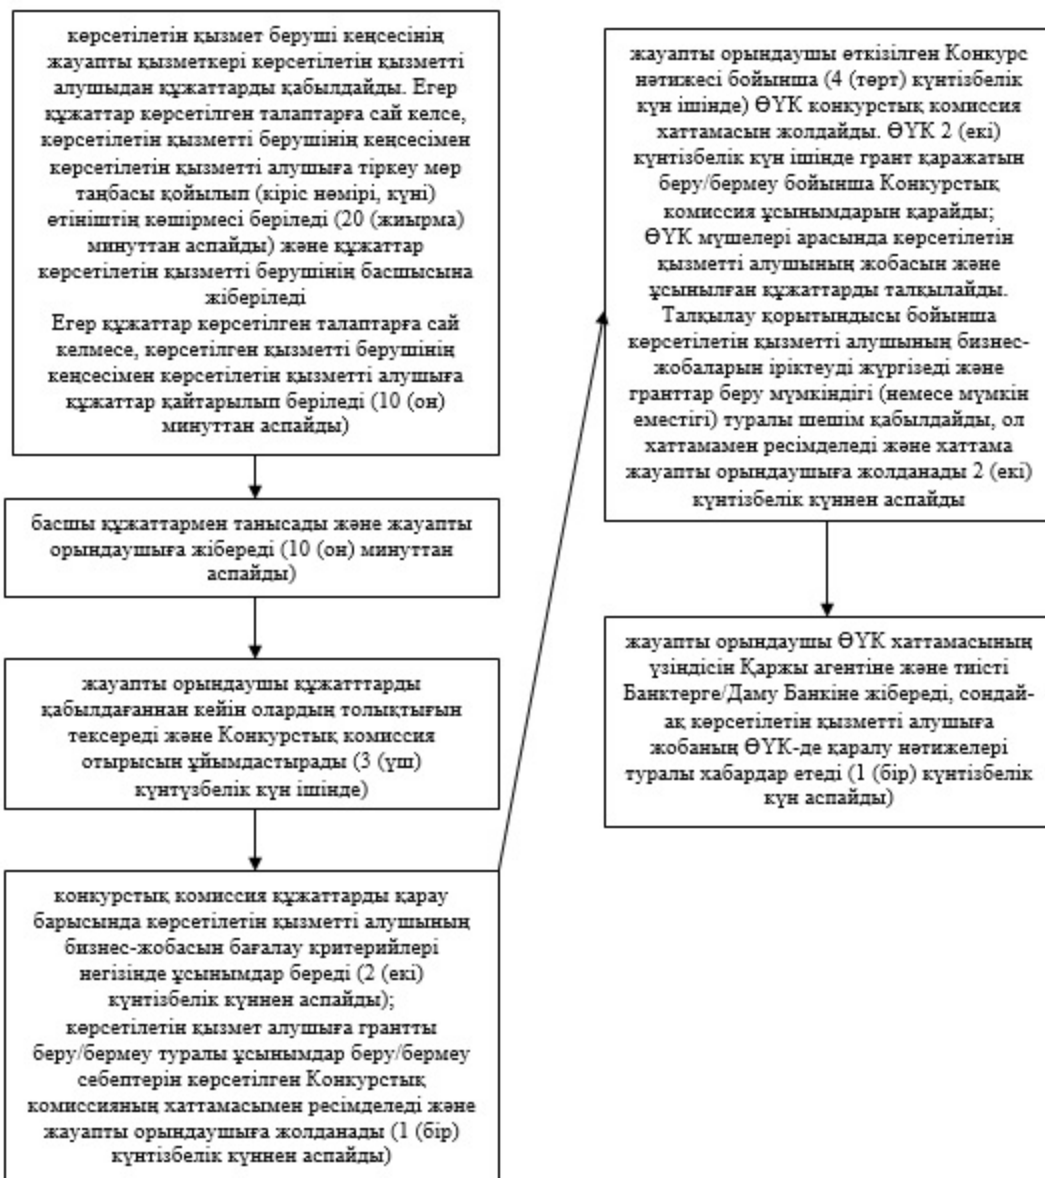 көрсетілетін қызмет беруші кеңсесінің
жауапты қызметкері көрсетілетін қызметті
алушыдан құжаттарды қабылдайды. Егер
құжаттар көрсетілген талаптарға сай келсе,
көрсетілетін қызметті берушінің кеңсесімен
көрсетілетін қызметті алушыға тіркеу мөр
таңбасы қойылып (кіріс нөмірі, күні)
өтініштің көшірмесі беріледі (20 (жиырма)
минуттан аспайды) және құжаттар
көрсетілетін қызметті берушінің басшысына
жіберіледі
Егер құжаттар көрсетілген талаптарға сай
келмесе, көрсетілген қызметті берушінің
кеңсесімен көрсетілетін қызметті алушыға
құжаттар қайтарылып беріледі (10 (он)
минуттан аспайды)
басшы құжаттармен танысады және жауапты
орындаушыға жібереді (10 (он) минуттан
аспайды)
жауапты орындаушы құжатттарды
қабылдағаннан кейін олардың толықтығын
тексереді және Конкурстық комиссия
отырысын ұйымдастырады (3 (үш)
күнтүзбелік күн ішінде)
конкурстық комиссия құжаттарды қарау
барысында көрсетілетін қызметті алушының
бизнес-жобасын бағалау критерийлері
негізінде ұсынымдар береді (2 (екі)
күнтізбелік күннен аспайды);
көрсетілетін қызмет алушыға грантты
беру/бермеу туралы ұсынымдар беру/бермеу
себептерін көрсетілген Конкурстық
комиссияның хаттамасымен ресімделеді және
жауапты орындаушыға жолданады (1 (бір)
күнтізбелік күннен аспайды)
жауапты орындаушы өткізілген Конкурс
нәтижесі бойынша (4 (төрт) күнтізбелік
күн ішінде) ӨҮК конкурстық комиссия
хаттамасын жолдайды. ӨҮК 2 (екі)
күнтізбелік күн ішінде грант қаражатын
беру/бермеу бойынша Конкурстық
комиссия ұсынымдарын қарайды;
ӨҮК мүшелері арасында көрсетілетін
қызметті алушының жобасын және
ұсынылған құжаттарды талқылайды.
Талқылау қорытындысы бойынша
көрсетілетін қызметті алушының бизнес-
жобаларын іріктеуді жүргізеді және
гранттар беру мүмкіндігі (немесе мүмкін
еместігі) туралы шешім қабылдайды, ол
хаттамамен ресімделеді және хаттама
жауапты орындаушыға жолданады 2 (екі)
күнтізбелік күннен аспайды
жауапты орындаушы ӨҮК хаттамасының
үзіндісін Қаржы агентіне және тиісті
Банктерге/Даму Банкіне жібереді, сондай-
ақ көрсетілетін қызметті алушыға
жобаның ӨҮК-де қаралу нәтижелері
туралы хабардар етеді (1 (бір) күнтізбелік
күн аспайды)